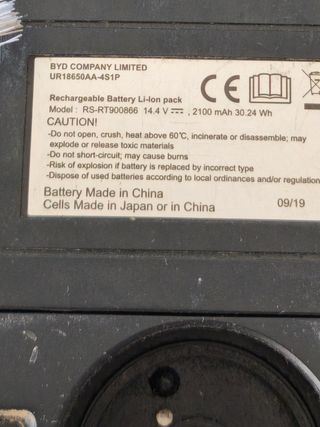 BYD COMPANY LIMITED
UR18650AA-4S1P
CE
Rechargeable Battery Li-Ion pack
Model : RS-RT900866 14.4 V ⎓ , 2100 mAh 30.24 Wh
CAUTION!
-Do not open, crush, heat above 60℃, incinerate or disassemble; may
explode or release toxic materials
-Do not short-circuit; may cause burns
-Risk of explosion if battery is replaced by incorrect type
-Dispose of used batteries according to local ordinances and/or regulation
Battery Made in China
Cells Made in Japan or in China
09/19